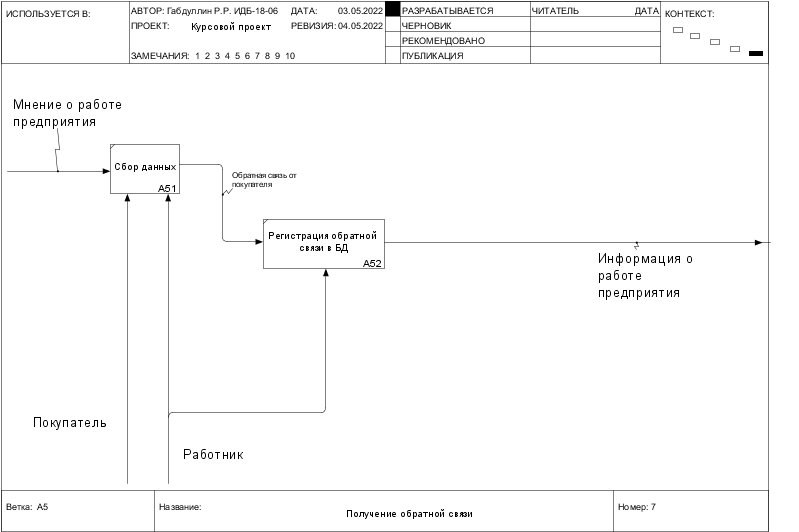 ИСПОЛЬЗУЕТСЯ В:
АВТОР: Габдуллин Р.Р. ИДБ-18-06 ДАТА: 03.05.2022
РАЗРАБАТЫВАЕТСЯ
ЧИТАТЕЛЬ ДАТА
КОНТЕКСТ:
ПРОЕКТ: Курсовой проект РЕВИЗИЯ: 04.05.2022
ЧЕРНОВИК
РЕКОМЕНДОВАНО
ЗАМЕЧАНИЯ: 1 2 3 4 5 6 7 8 9 10
ПУБЛИКАЦИЯ
Мнение о работе
предприятия
Сбор данных
A51
Обратная связь от
покупателя
Регистрация обратной
связи в БД
A52
Информация о
работе
предприятия
Покупатель
Работник
Ветка: A5
Название:
Получение обратной связи
Номер: 7